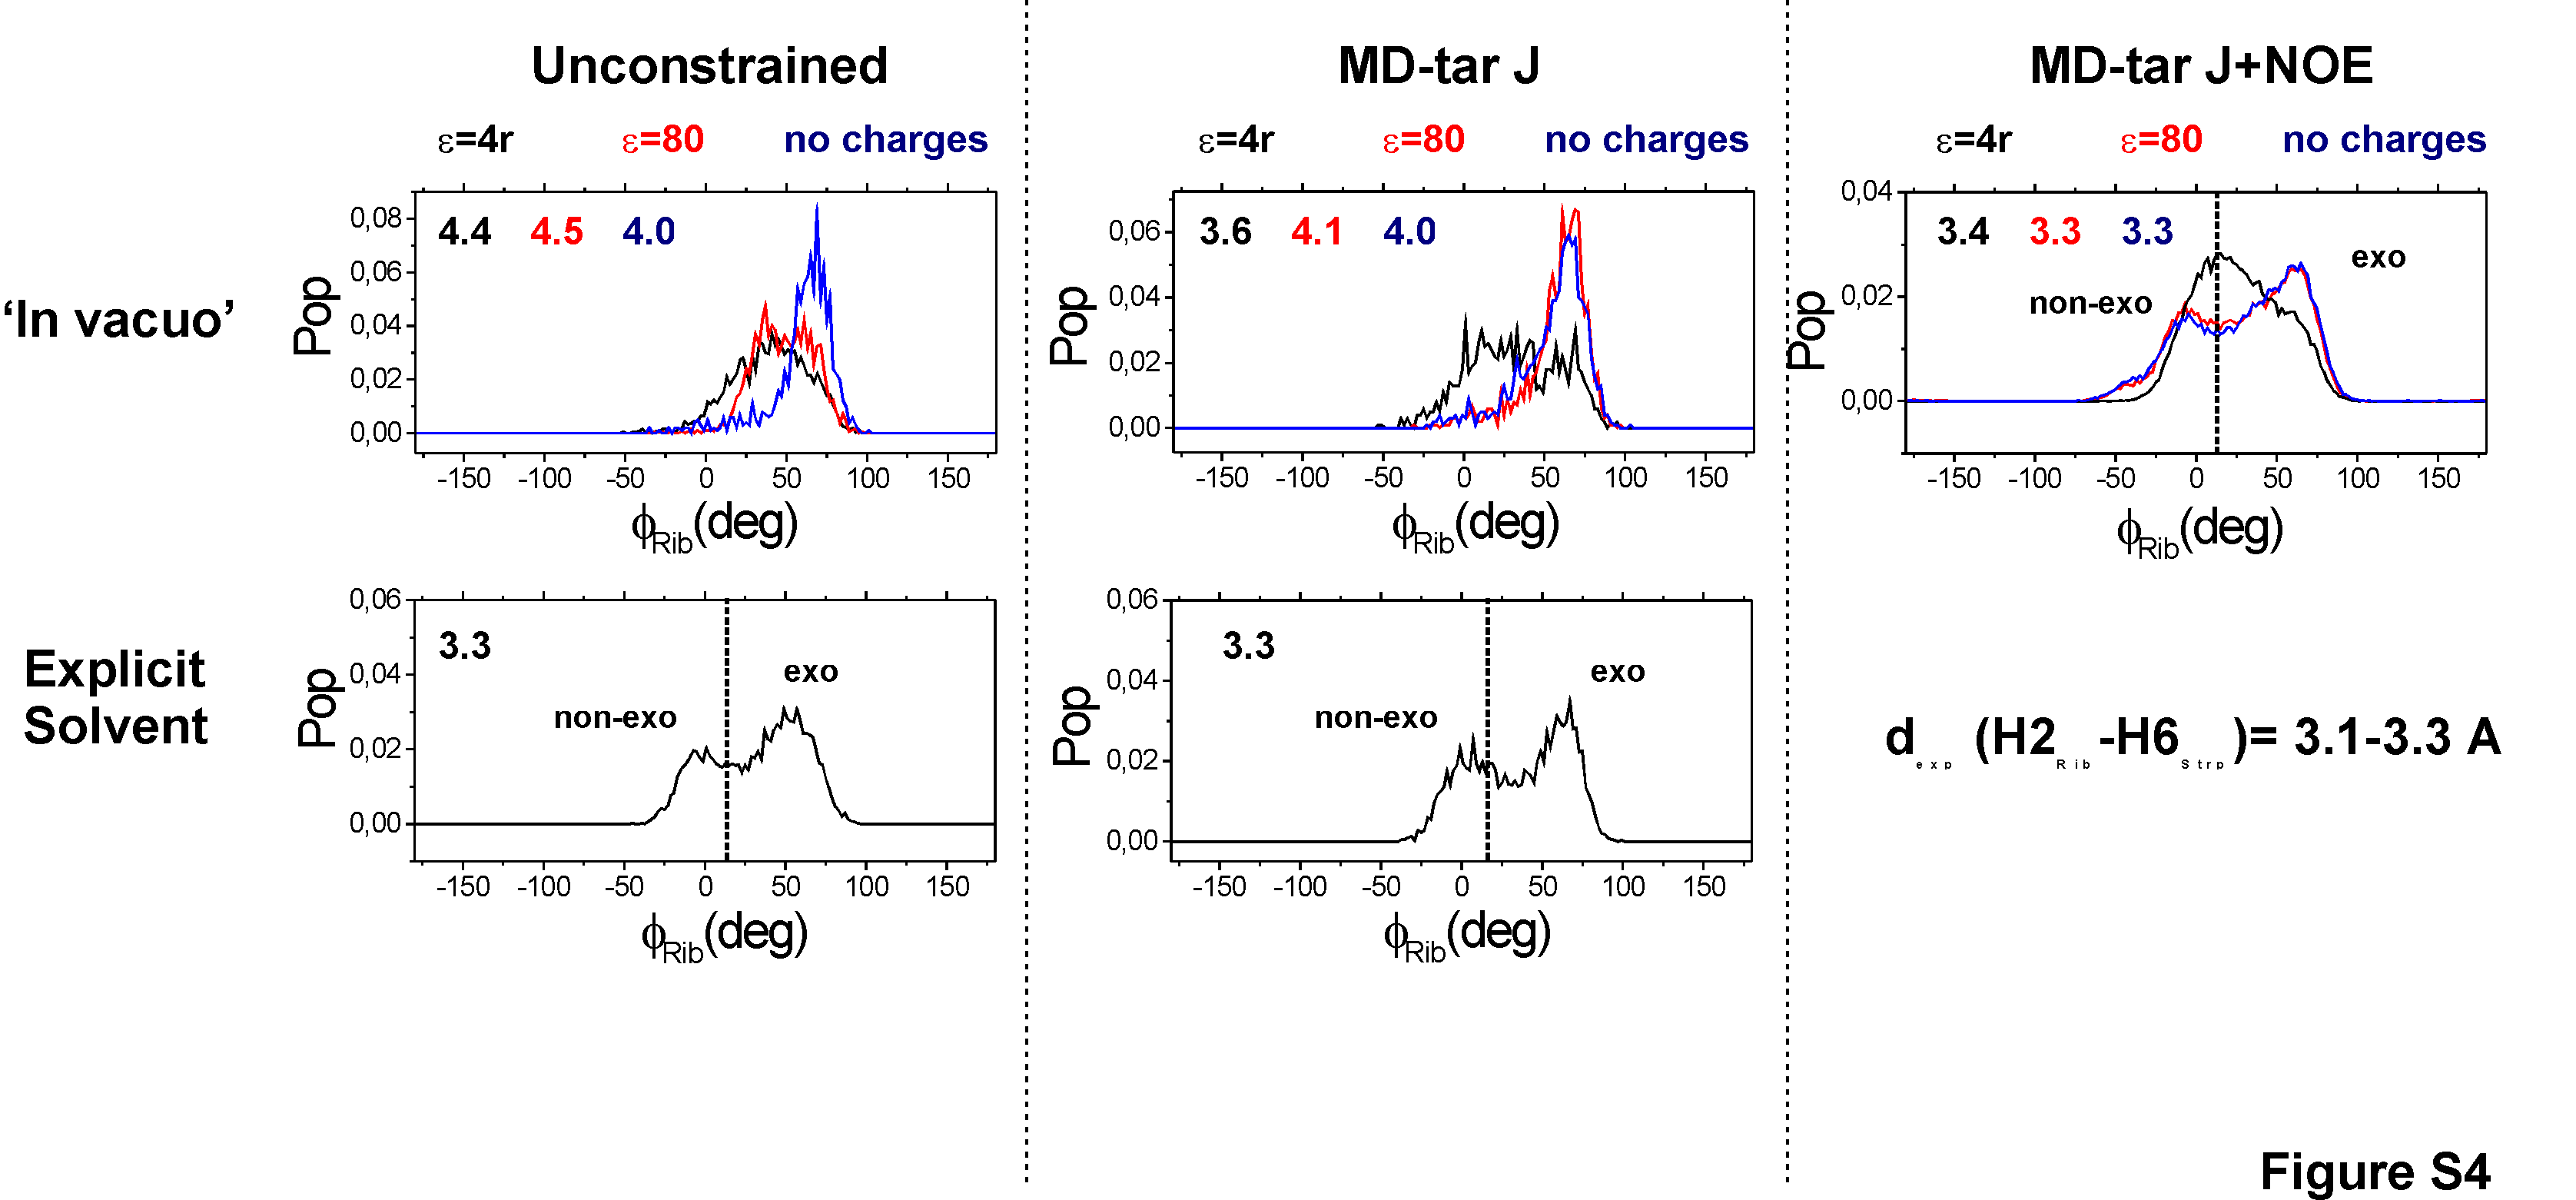 Unconstrained
MD-tar J
MD-tar J+NOE
ε=4r ε=80 no charges
ε=4r ε=80 no charges
ε=4r ε=80 no charges
'In vacuo'
Pop
0,08
0,06
0,04
0,02
0,00
4.4 4.5 4.0
-150 -100 -50 0 50 100 150
ϕRib(deg)
Pop
0,06
0,04
0,02
0,00
3.6 4.1 4.0
-150 -100 -50 0 50 100 150
ϕRib(deg)
Pop
0,04
0,02
0,00
3.4 3.3 3.3
exo
non-exo
-150 -100 -50 0 50 100 150
ϕRib(deg)
Explicit
Solvent
Pop
0,06
0,04
0,02
0,00
3.3
exo
non-exo
-150 -100 -50 0 50 100 150
ϕRib(deg)
Pop
0,06
0,04
0,02
0,00
3.3
exo
non-exo
-150 -100 -50 0 50 100 150
ϕRib(deg)
dexp (H2Rib-H6Strp)= 3.1-3.3 A
Figure S4